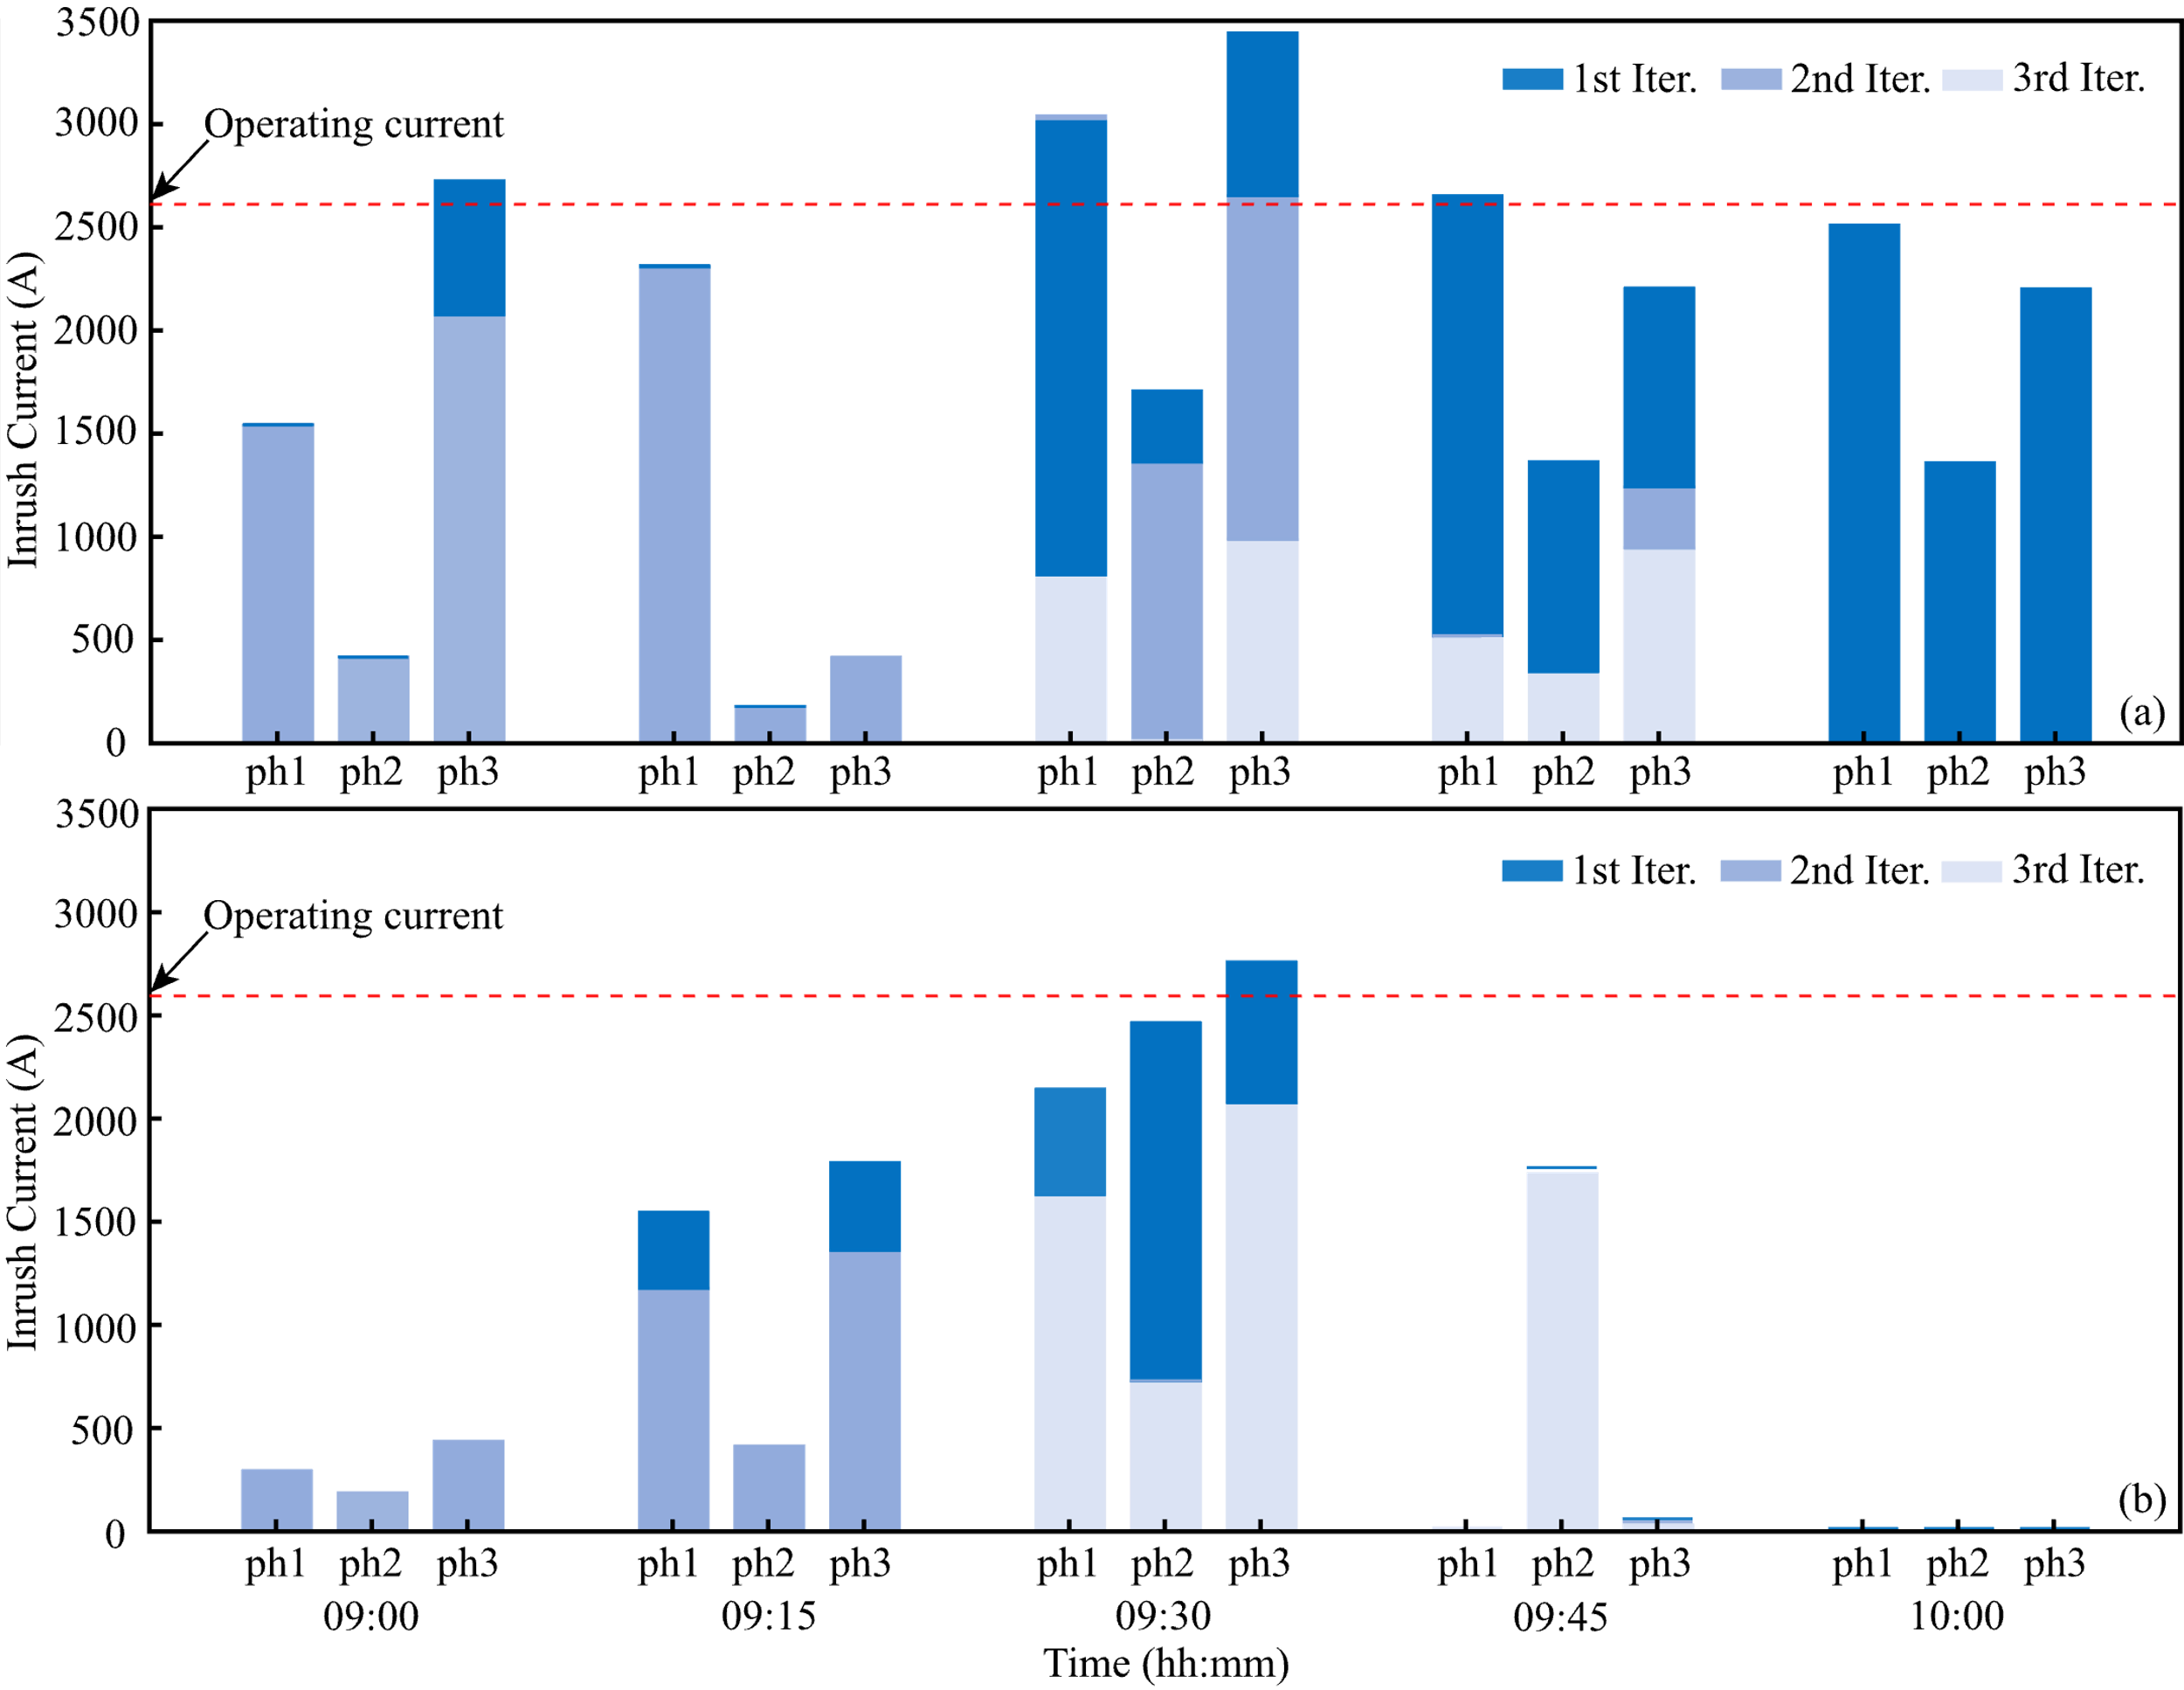 3500
1st Iter. 2nd Iter. 3rd Iter.
3000
Operating current
2500
2000
1500
1000
500
0
Inrush Current (A)
(a)
ph1 ph2 ph3 ph1 ph2 ph3 ph1 ph2 ph3 ph1 ph2 ph3 ph1 ph2 ph3
3500
1st Iter. 2nd Iter. 3rd Iter.
3000
Operating current
2500
2000
1500
1000
500
0
Inrush Current (A)
(b)
ph1 ph2 ph3 ph1 ph2 ph3 ph1 ph2 ph3 ph1 ph2 ph3 ph1 ph2 ph3
09:00 09:15 09:30 09:45 10:00
Time (hh:mm)